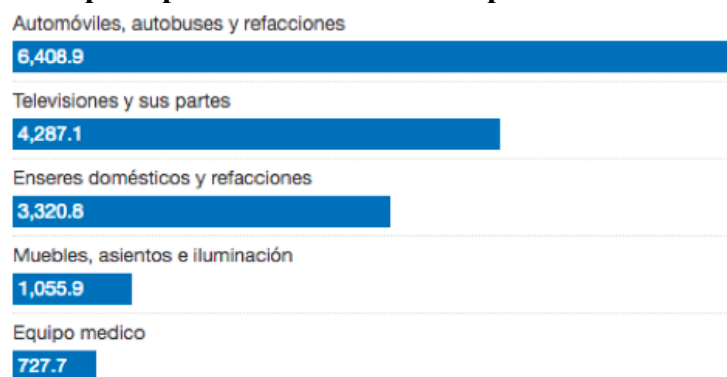 Automóviles, autobuses y refacciones
6,408.9
Televisiones y sus partes
4,287.1
Enseres domésticos y refacciones
3,320.8
Muebles, asientos e iluminación
1,055.9
Equipo medico
727.7